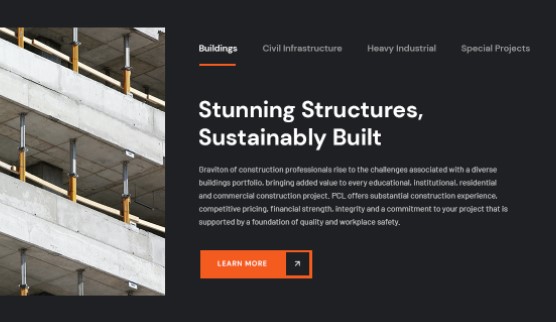 Buildings Civil Infrastructure Heavy Industrial Special Projects
Stunning Structures,
Sustainably Built
Graviton of construction professionals rise to the challenges associated with a diverse
buildings portfolio, bringing added value to every educational, institutional, residential
and commercial construction project. PCL offers substantial construction experience,
competitive pricing, financial strength, integrity and a commitment to your project that is
supported by a foundation of quality and workplace safety.
LEARN MORE